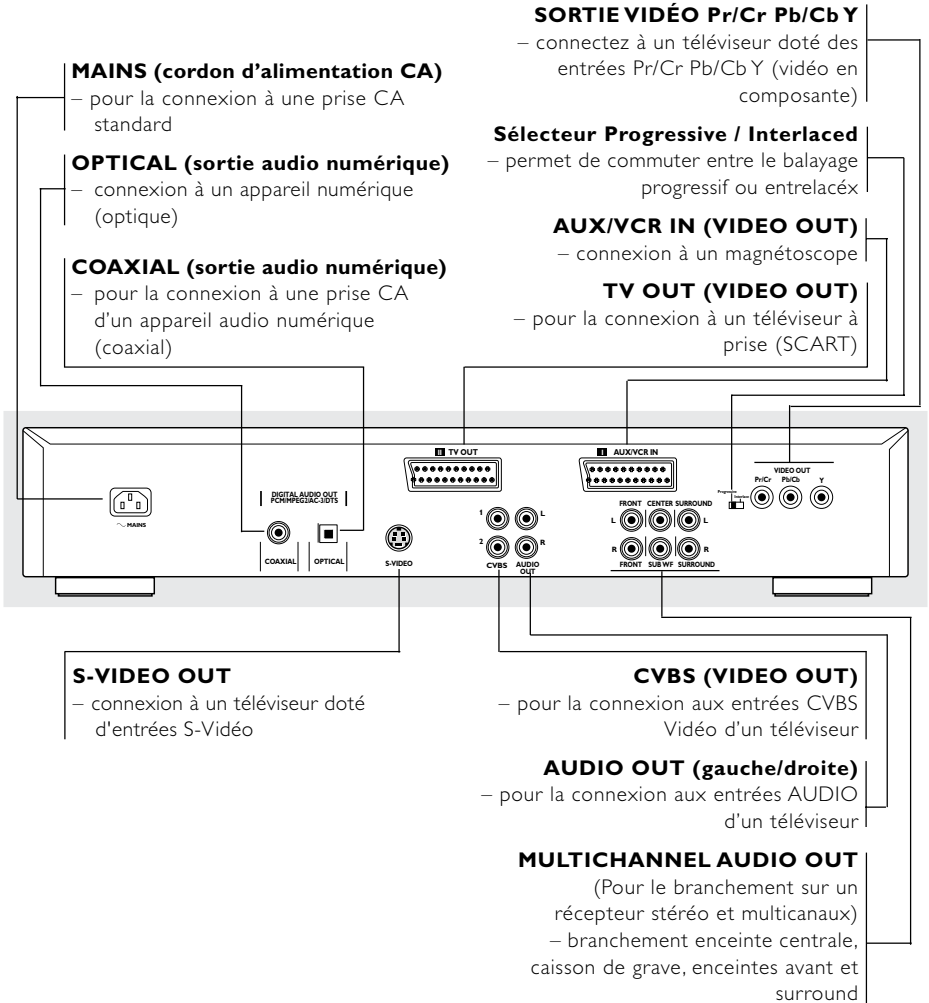 SORTIE VIDÉO Pr/Cr Pb/Cb Y
– connectez à un téléviseur doté des
entrées Pr/Cr Pb/Cb Y (vidéo en
composante)
MAINS (cordon d’alimentation CA)
– pour la connexion à une prise CA
standard
Sélecteur Progressive / Interlaced
– permet de commuter entre le balayage
progressif ou entrelacéx
OPTICAL (sortie audio numérique)
– connexion à un appareil numérique
(optique)
AUX/VCR IN (VIDEO OUT)
– connexion à un magnétoscope
COAXIAL (sortie audio numérique)
– pour la connexion à une prise CA
d’un appareil audio numérique
(coaxial)
TV OUT (VIDEO OUT)
– pour la connexion à un téléviseur à
prise (SCART)
II TV OUT
I AUX/VCR IN
VIDEO OUT
Pr/Cr Pb/Cb Y
Progressive
Interlace
DIGITAL AUDIO OUT
PCM/MPEG2/AC-3/DTS
FRONT CENTER SURROUND
1 L
L L
~ MAINS
2 R
R R
COAXIAL OPTICAL
S-VIDEO
CVBS AUDIO
OUT
FRONT SUB WF SURROUND
S-VIDEO OUT
– connexion à un téléviseur doté
d'entrées S-Vidéo
CVBS (VIDEO OUT)
– pour la connexion aux entrées CVBS
Vidéo d’un téléviseur
AUDIO OUT (gauche/droite)
– pour la connexion aux entrées AUDIO
d’un téléviseur
MULTICHANNEL AUDIO OUT
(Pour le branchement sur un
récepteur stéréo et multicanaux)
– branchement enceinte centrale,
caisson de grave, enceintes avant et
surround